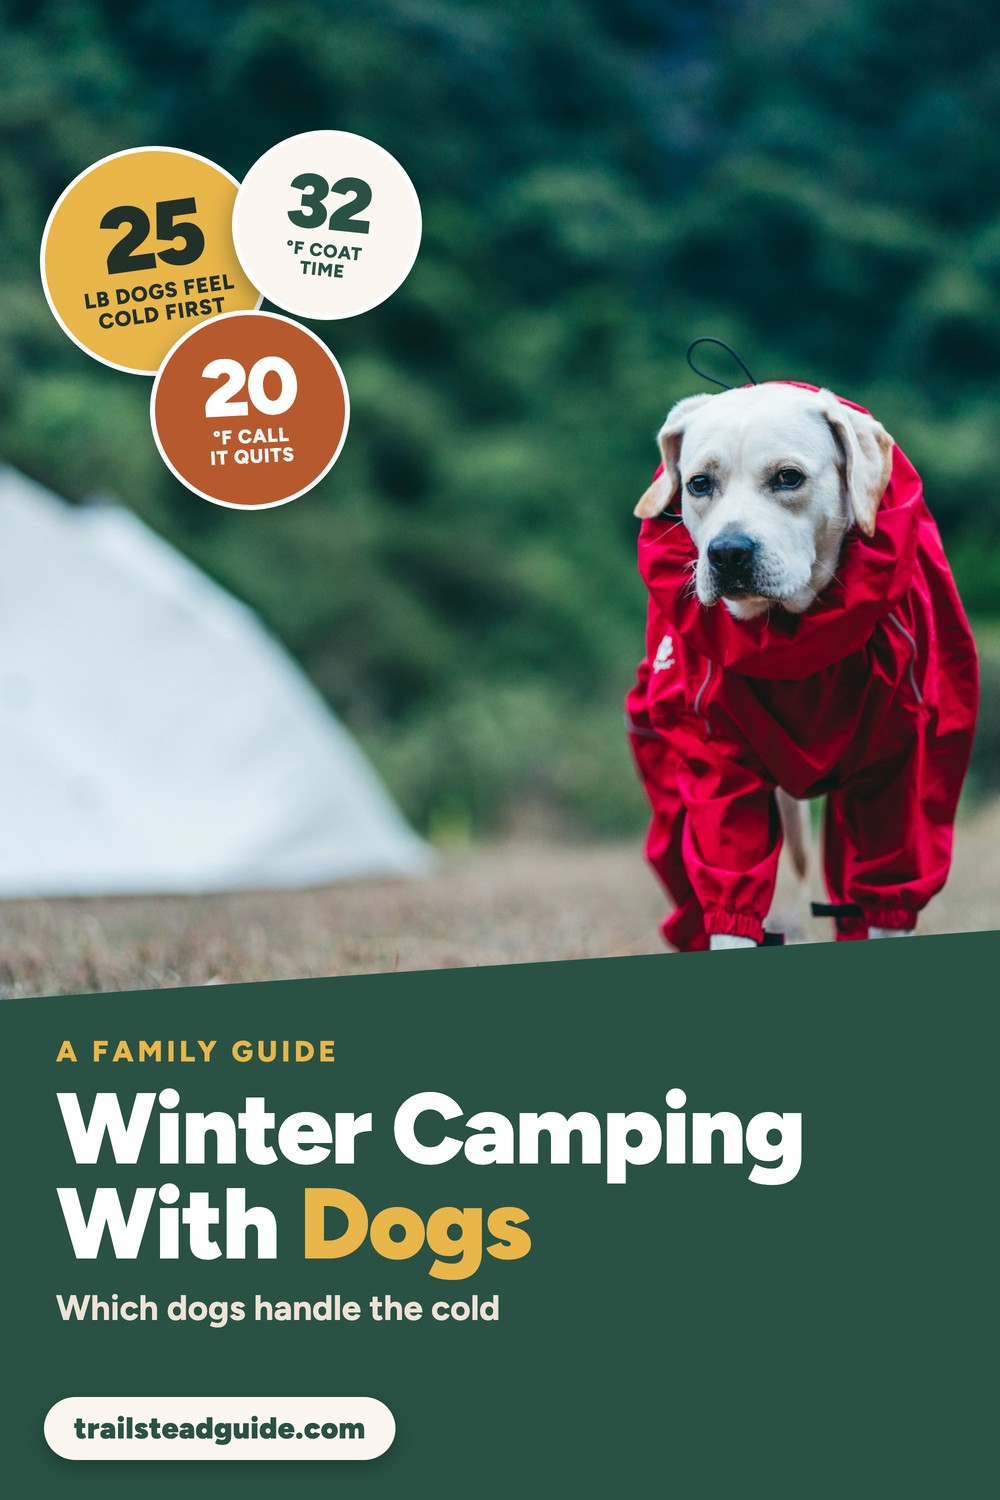 25
LB DOGS FEEL
COLD FIRST
32
°F COAT
TIME
20
°F CALL
IT QUITS
A FAMILY GUIDE
Winter Camping
With Dogs
Which dogs handle the cold
trailsteadguide.com